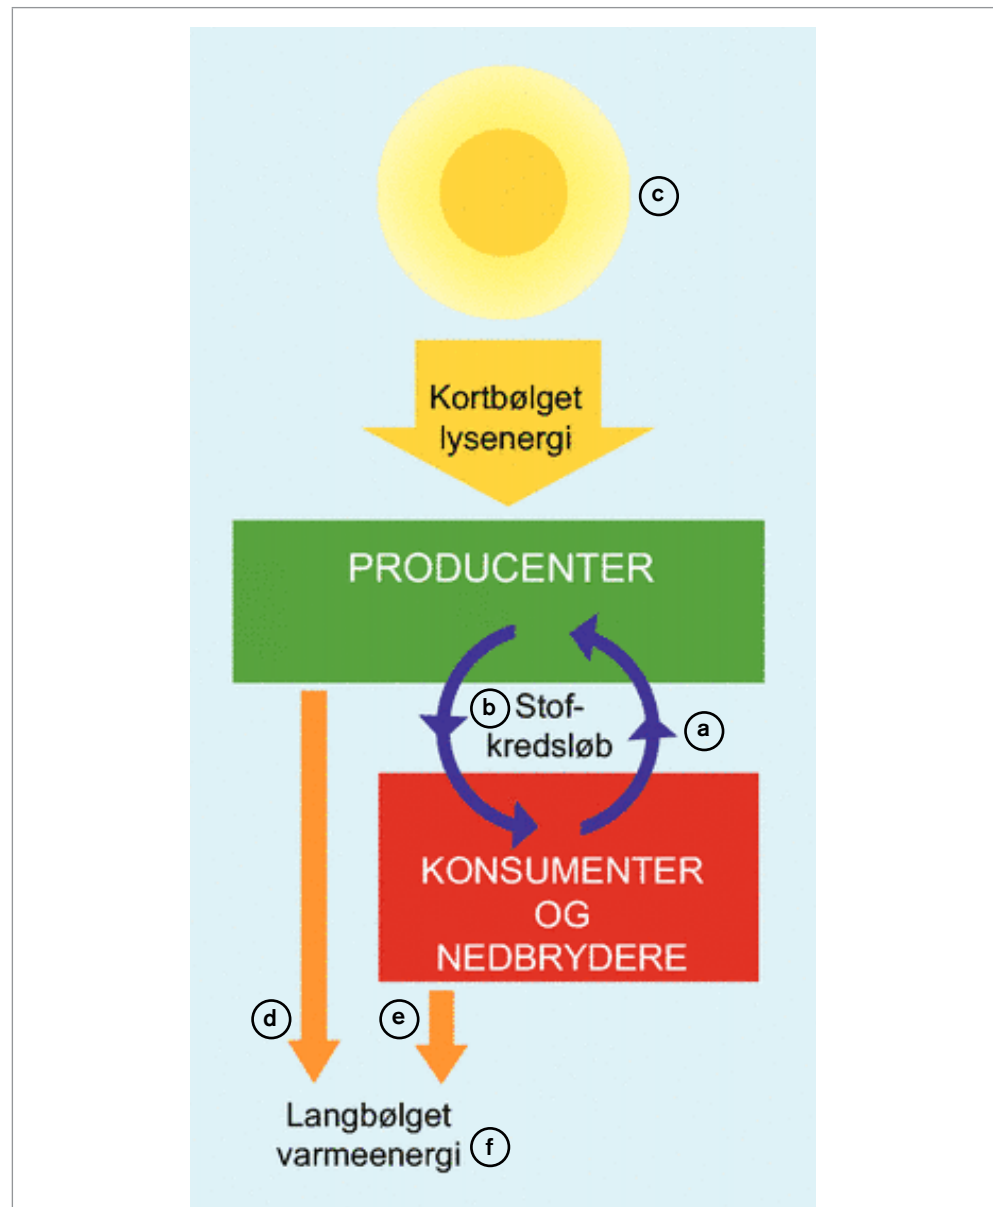 c
Kortbølget
lysenergi
PRODUCENTER
b Stof-
kredsløb
a
KONSUMENTER
OG
NEDBRYDERE
d
e
Langbølget
varmeenergi f